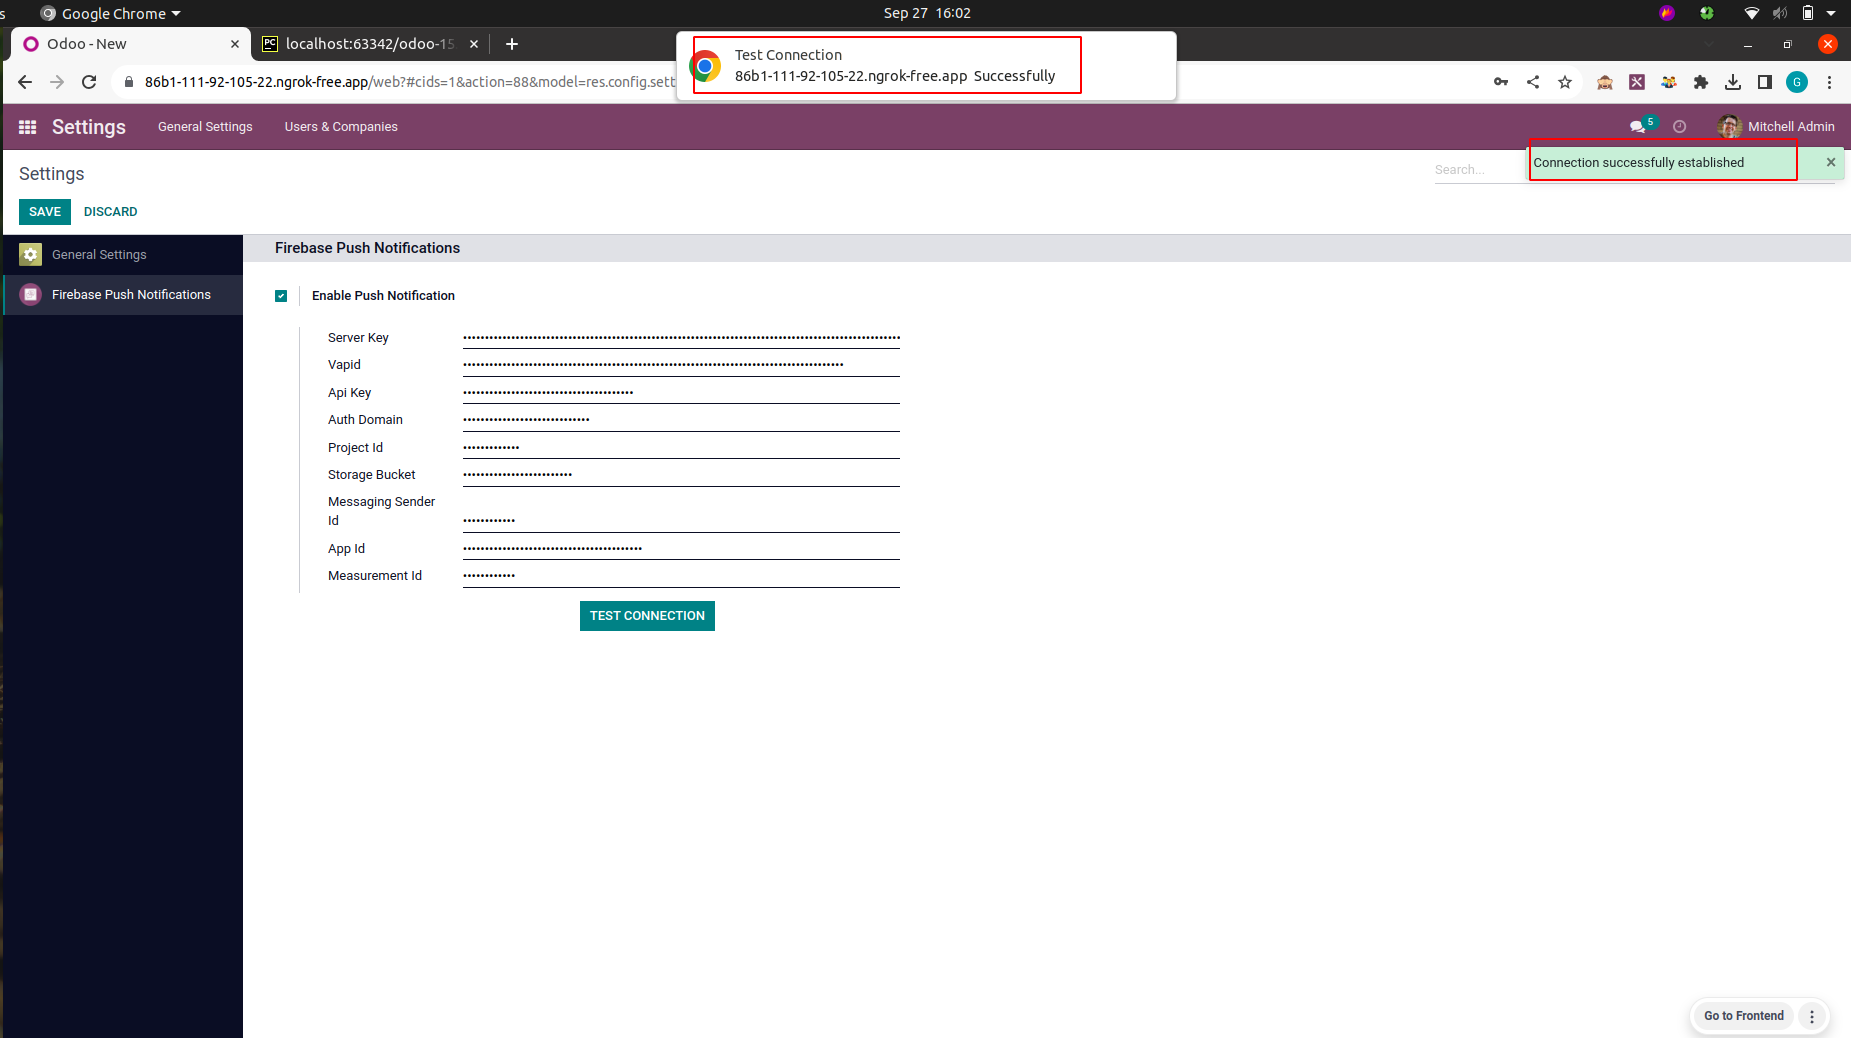 s Google Chrome Sep 27 16:02
Odoo - New localhost:63342/odoo-15
Test Connection
86b1-111-92-105-22.ngrok-free.app Successfully
86b1-111-92-105-22.ngrok-free.app/web?#cids=1&action=88&model=res.config.sett G
Settings General Settings Users & Companies 5 Mitchell Admin
Connection successfully established
Settings Search...
SAVE DISCARD
General Settings
Firebase Push Notifications
Firebase Push Notifications
Enable Push Notification
Server Key
Vapid
Api Key
Auth Domain
Project Id
Storage Bucket
Messaging Sender
Id
App Id
Measurement Id
TEST CONNECTION
Go to Frontend